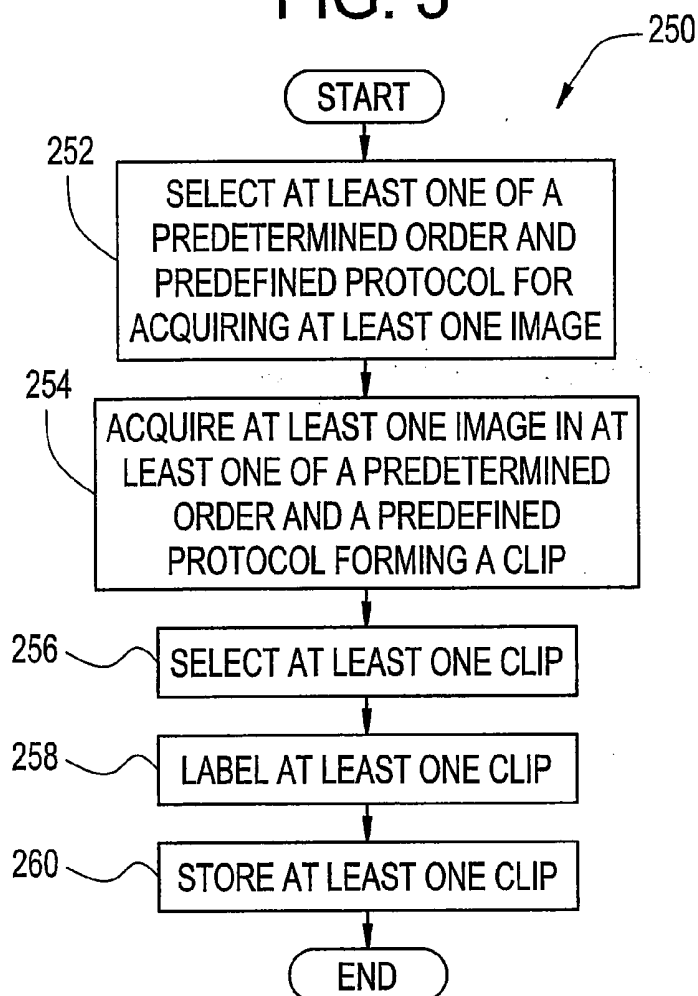 FIG. 5
250
START
252
SELECT AT LEAST ONE OF A
PREDETERMINED ORDER AND
PREDEFINED PROTOCOL FOR
ACQUIRING AT LEAST ONE IMAGE
254
ACQUIRE AT LEAST ONE IMAGE IN AT
LEAST ONE OF A PREDETERMINED
ORDER AND A PREDEFINED
PROTOCOL FORMING A CLIP
256
SELECT AT LEAST ONE CLIP
258
LABEL AT LEAST ONE CLIP
260
STORE AT LEAST ONE CLIP
END